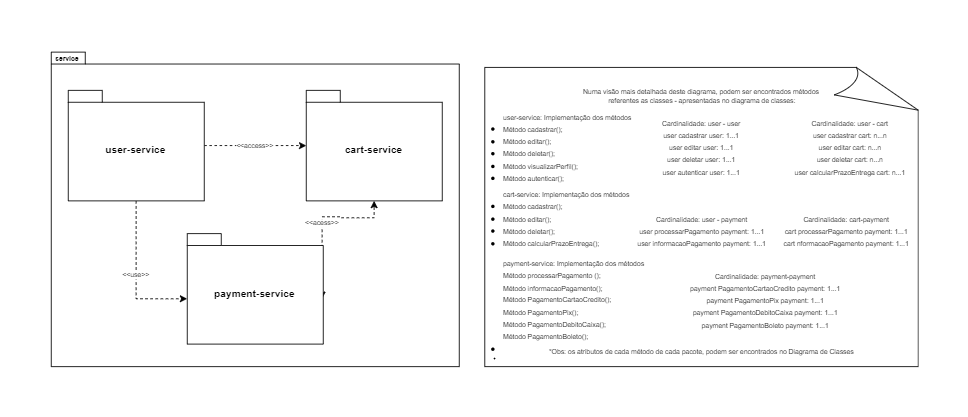 service
user-service
<<access>>
cart-service
<<acess>>
<<use>>
payment-service
Numa visão mais detalhada deste diagrama, podem ser encontrados métodos
referentes as classes - apresentadas no diagrama de classes:
user-service: Implementação dos métodos
Método cadastrar();
Método editar();
Método deletar();
Método visualizarPerfil();
Método autenticar();
Cardinalidade: user - user
user cadastrar user: 1...1
user editar user: 1...1
user deletar user: 1...1
user autenticar user: 1...1
Cardinalidade: user - cart
user cadastrar cart: n...n
user editar cart: n...n
user deletar cart: n...n
user calcularPrazoEntrega cart: n...1
cart-service: Implementação dos métodos
Método cadastrar();
Método editar();
Método deletar();
Método calcularPrazoEntrega();
Cardinalidade: user - payment
user processarPagamento payment: 1...1
user informacaoPagamento payment: 1...1
Cardinalidade: cart-payment
cart processarPagamento payment: 1...1
cart nformacaoPagamento payment: 1...1
payment-service: Implementação dos métodos
Método processarPagamento ();
Método informacaoPagamento();
Método PagamentoCartaoCredito();
Método PagamentoPix();
Método PagamentoDebitoCaixa();
Método PagamentoBoleto();
Cardinalidade: payment-payment
payment PagamentoCartaoCredito payment: 1...1
payment PagamentoPix payment: 1...1
payment PagamentoDebitoCaixa payment: 1...1
payment PagamentoBoleto payment: 1...1
*Obs: os atributos de cada método de cada pacote, podem ser encontrados no Diagrama de Classes